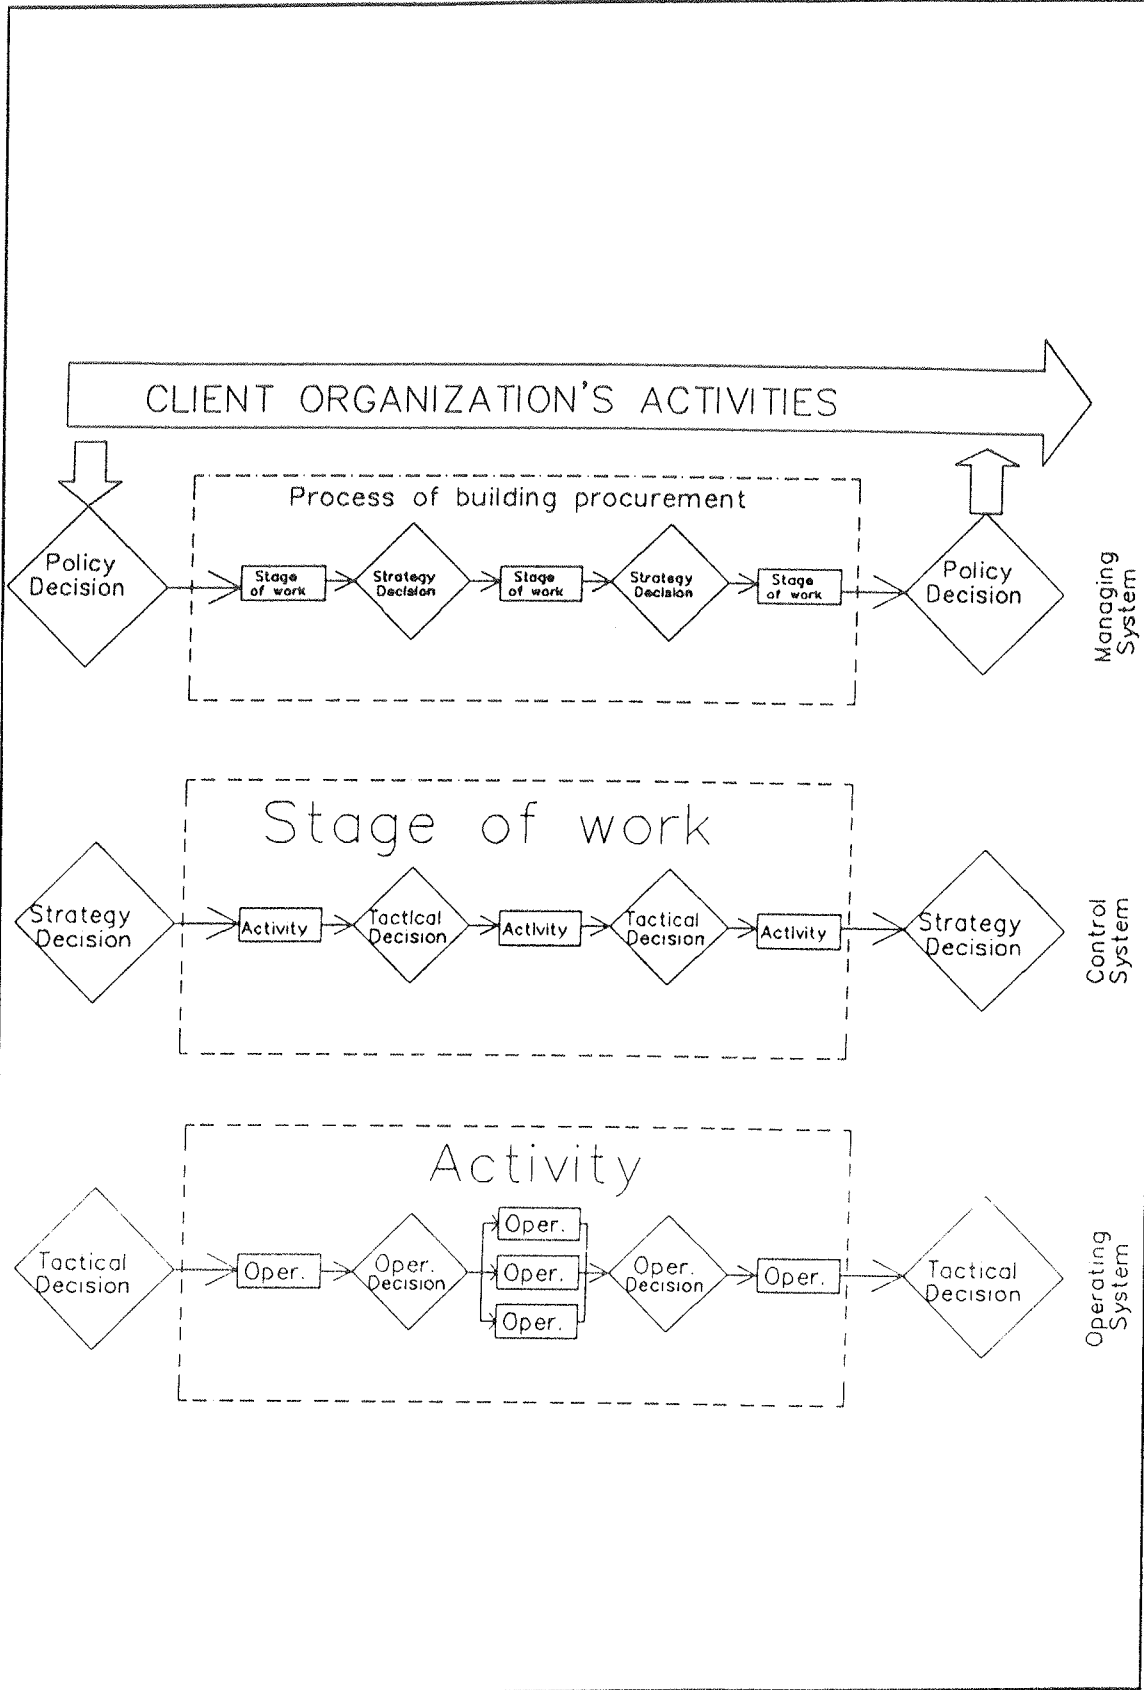 CLIENT ORGANIZATION'S ACTIVITIES
Process of building procurement
Policy
Decision
Stage
of work
Strategy
Decision
Stage
of work
Strategy
Decision
Stage
of work
Policy
Decision
Managing
System
Stage of work
Strategy
Decision
Activity
Tactical
Decision
Activity
Tactical
Decision
Activity
Strategy
Decision
Control
System
Activity
Tactical
Decision
Oper.
Oper.
Decision
Oper.
Oper.
Oper.
Oper.
Decision
Oper.
Tactical
Decision
Operating
System